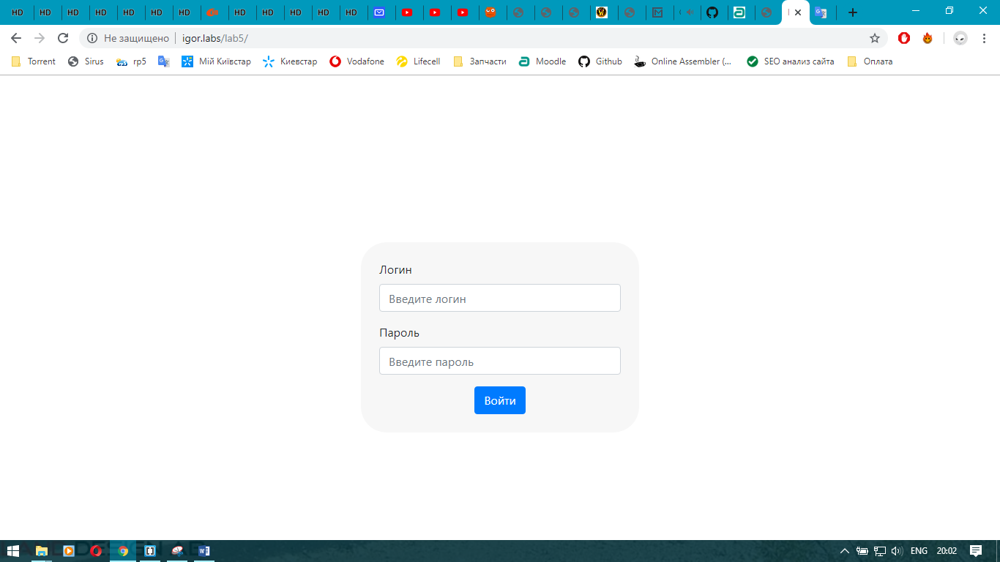 HD HD HD HD HD HD HD HD HD HD HD HD
Не защищено igor.labs/lab5/
Torrent Sirus rp5 Мій Київстар Киевстар Vodafone Lifecell Запчасти Moodle Github Online Assembler (... SEO анализ сайта Оплата
Логин
Введите логин
Пароль
Введите пароль
Войти
ENG 20:02